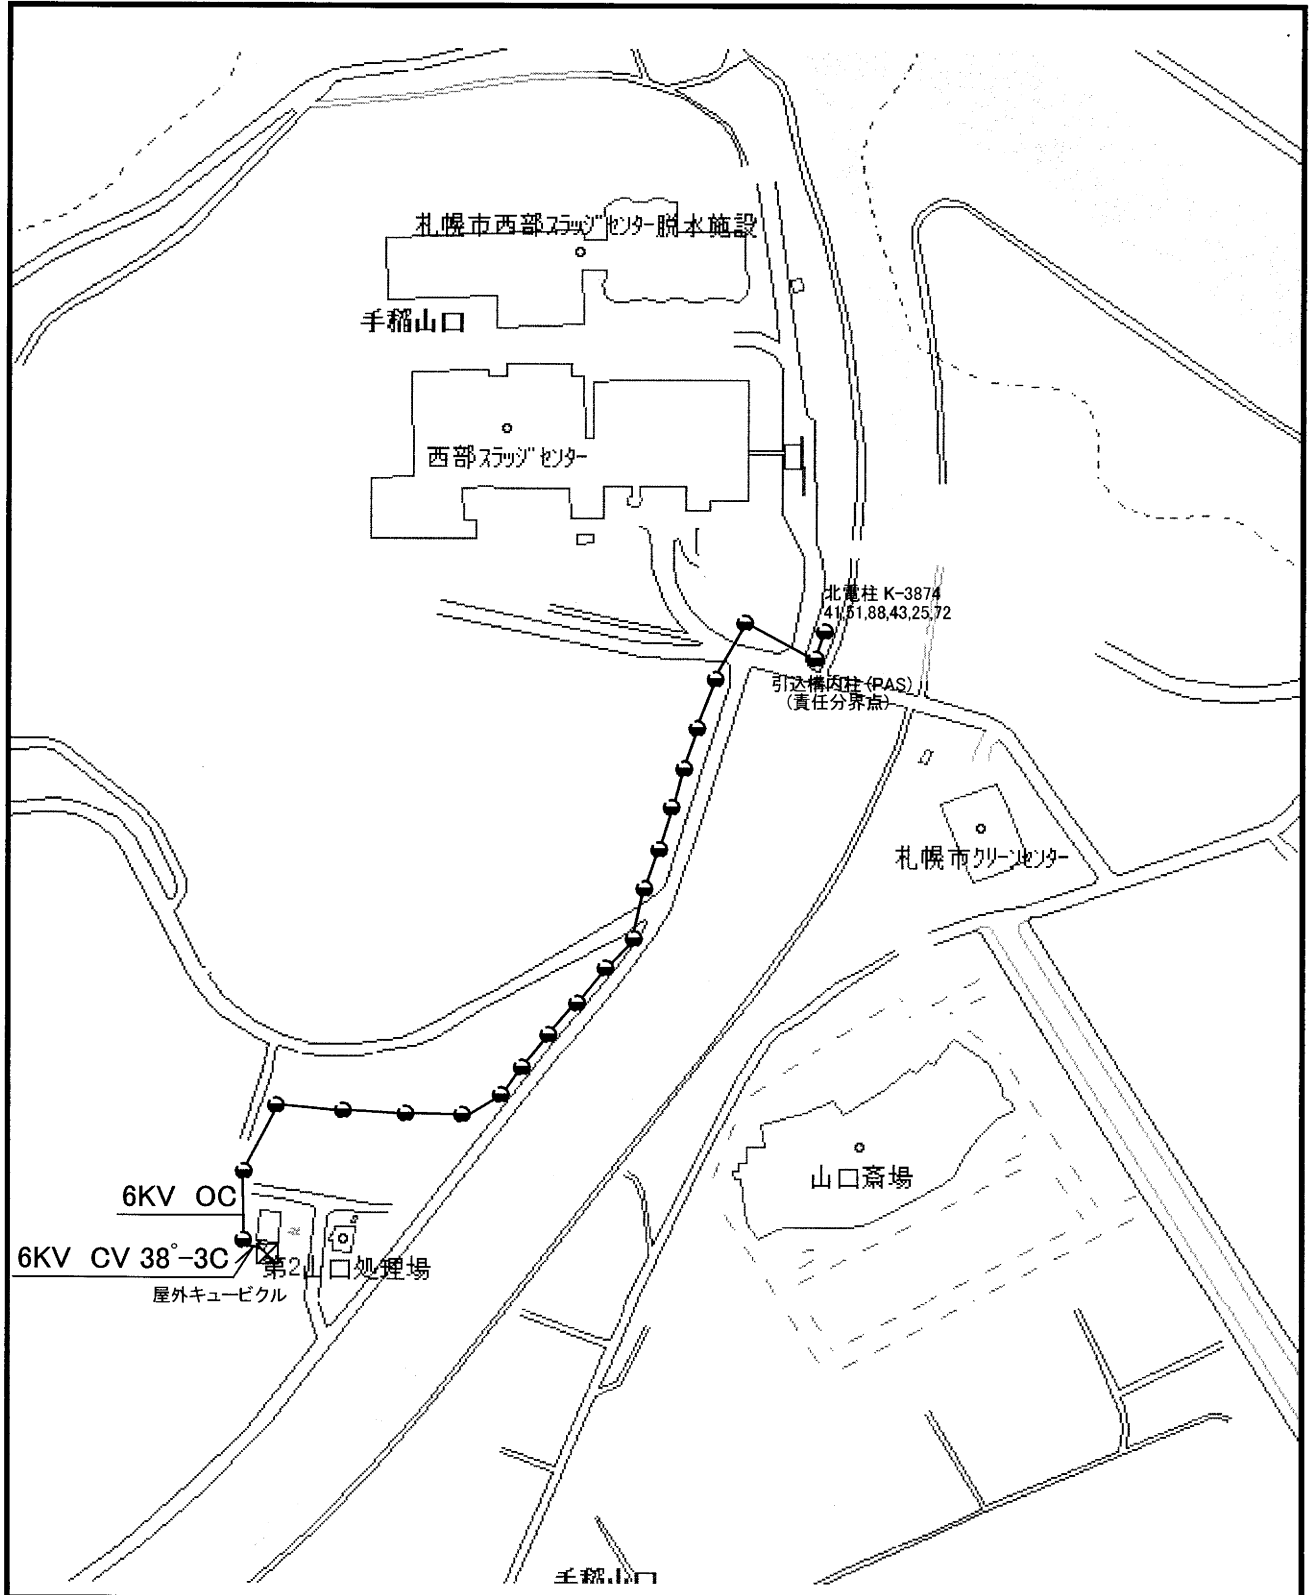 札幌市西部スラッジセンター脱水施設
手稲山口
西部スラッジセンター
北電柱 K-3874
41,51,88,43,25,72
引込構内柱(PAS)
(責任分界点)
札幌市クリーンセンター
山口斎場
6KV OC
6KV CV 38°-3C
第2山口処理場
屋外キュービクル
手稲山口